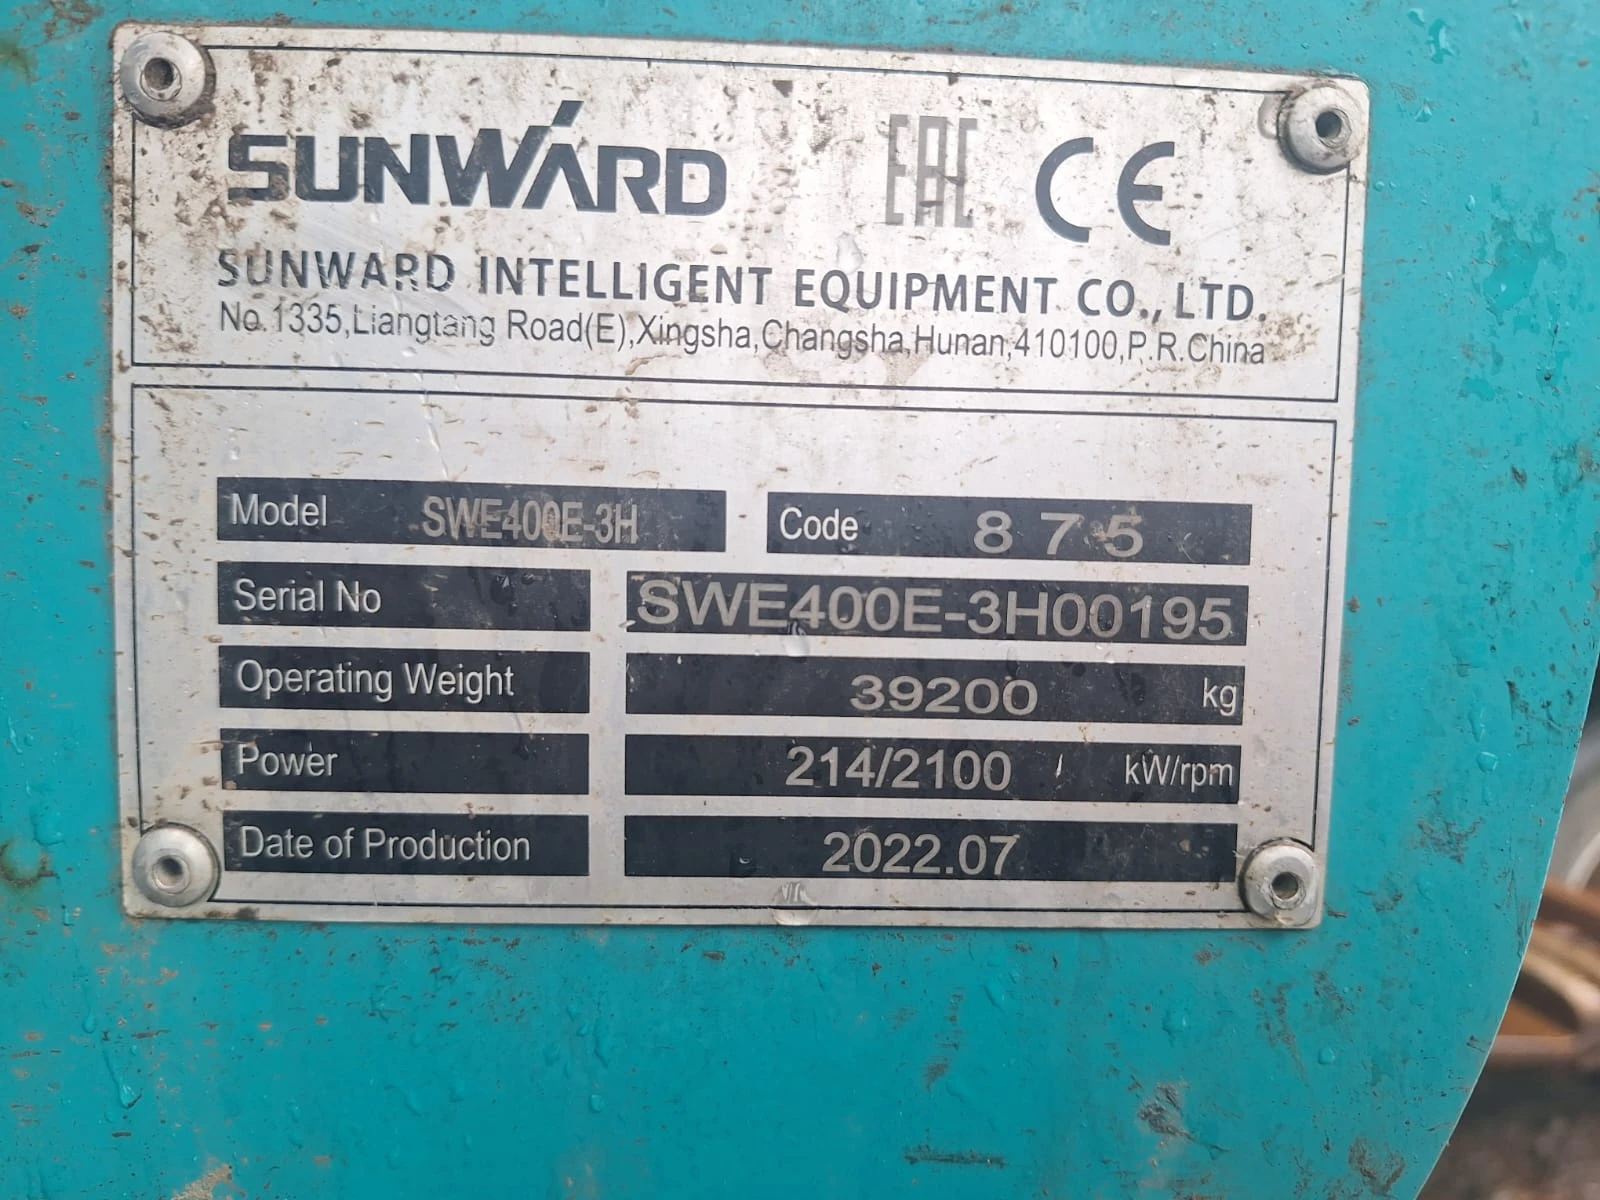 SUNWARD EAC CE
SUNWARD INTELLIGENT EQUIPMENT CO., LTD.
No.1335,Liangtang Road(E),Xingsha,Changsha,Hunan,410100,P.R.China
Model SWE400E-3H Code 875
Serial No SWE400E-3H00195
Operating Weight 39200 kg
Power 214/2100 kW/rpm
Date of Production 2022.07